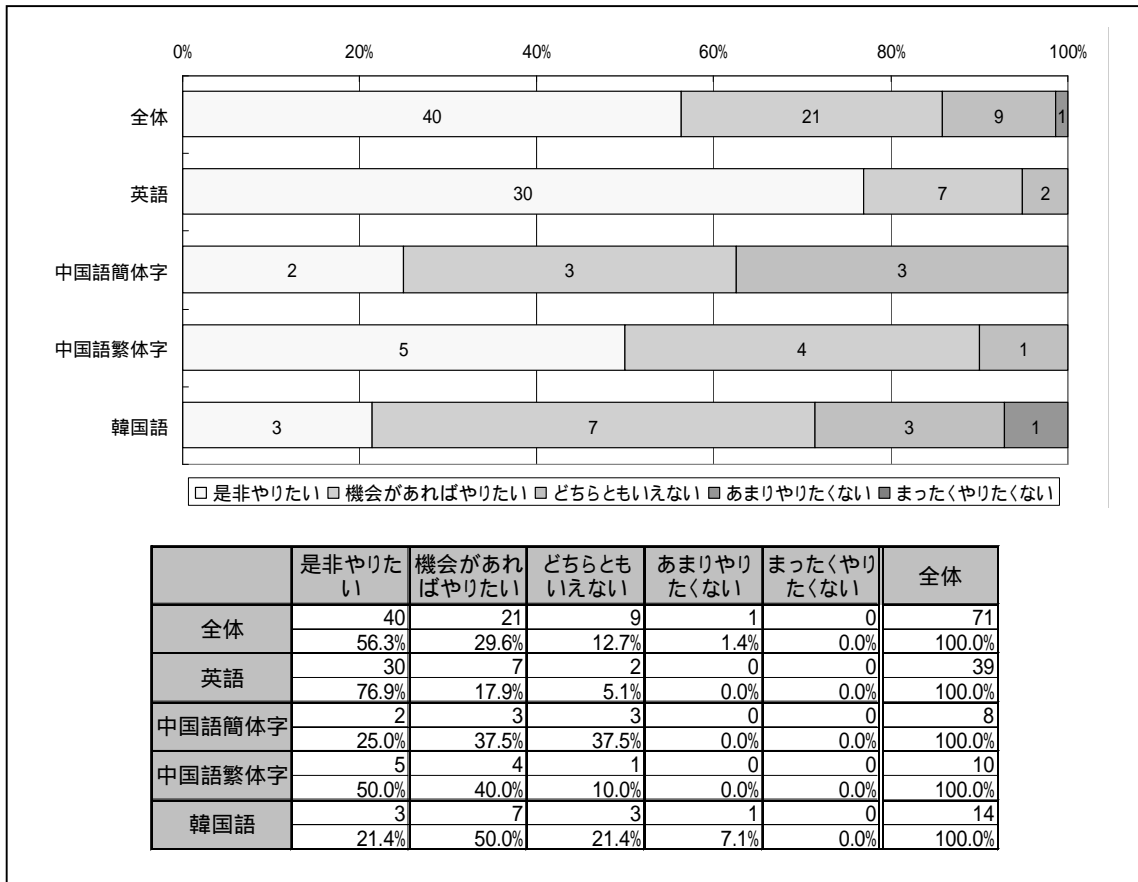 0% 20% 40% 60% 80% 100%
全体 40 21 9 1
英語 30 7 2
中国語簡体字 2 3 3
中国語繁体字 5 4 1
韓国語 3 7 3 1
是非やりたい 機会があればやりたい どちらともいえない あまりやりたくない まったくやりたくない
是非やりた 機会があれ どちらとも あまりやり まったくやり 全体
い ばやりたい いえない たくない たくない
全体 40 21 9 1 0 71
56.3% 29.6% 12.7% 1.4% 0.0% 100.0%
英語 30 7 2 0 0 39
76.9% 17.9% 5.1% 0.0% 0.0% 100.0%
中国語簡体字 2 3 3 0 0 8
25.0% 37.5% 37.5% 0.0% 0.0% 100.0%
中国語繁体字 5 4 1 0 0 10
50.0% 40.0% 10.0% 0.0% 0.0% 100.0%
韓国語 3 7 3 1 0 14
21.4% 50.0% 21.4% 7.1% 0.0% 100.0%